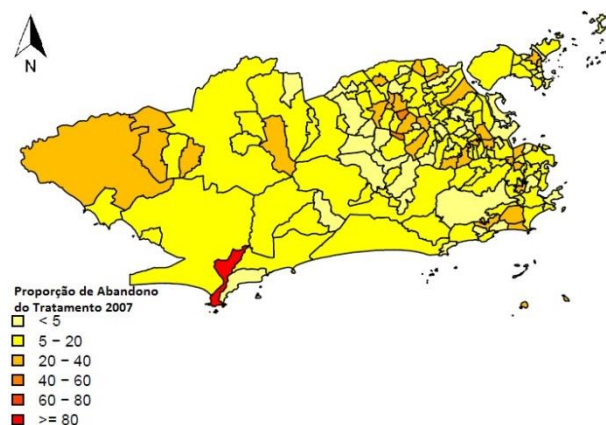 N
Proporção de Abandono
do Tratamento 2007
< 5
5 – 20
20 – 40
40 – 60
60 – 80
>= 80